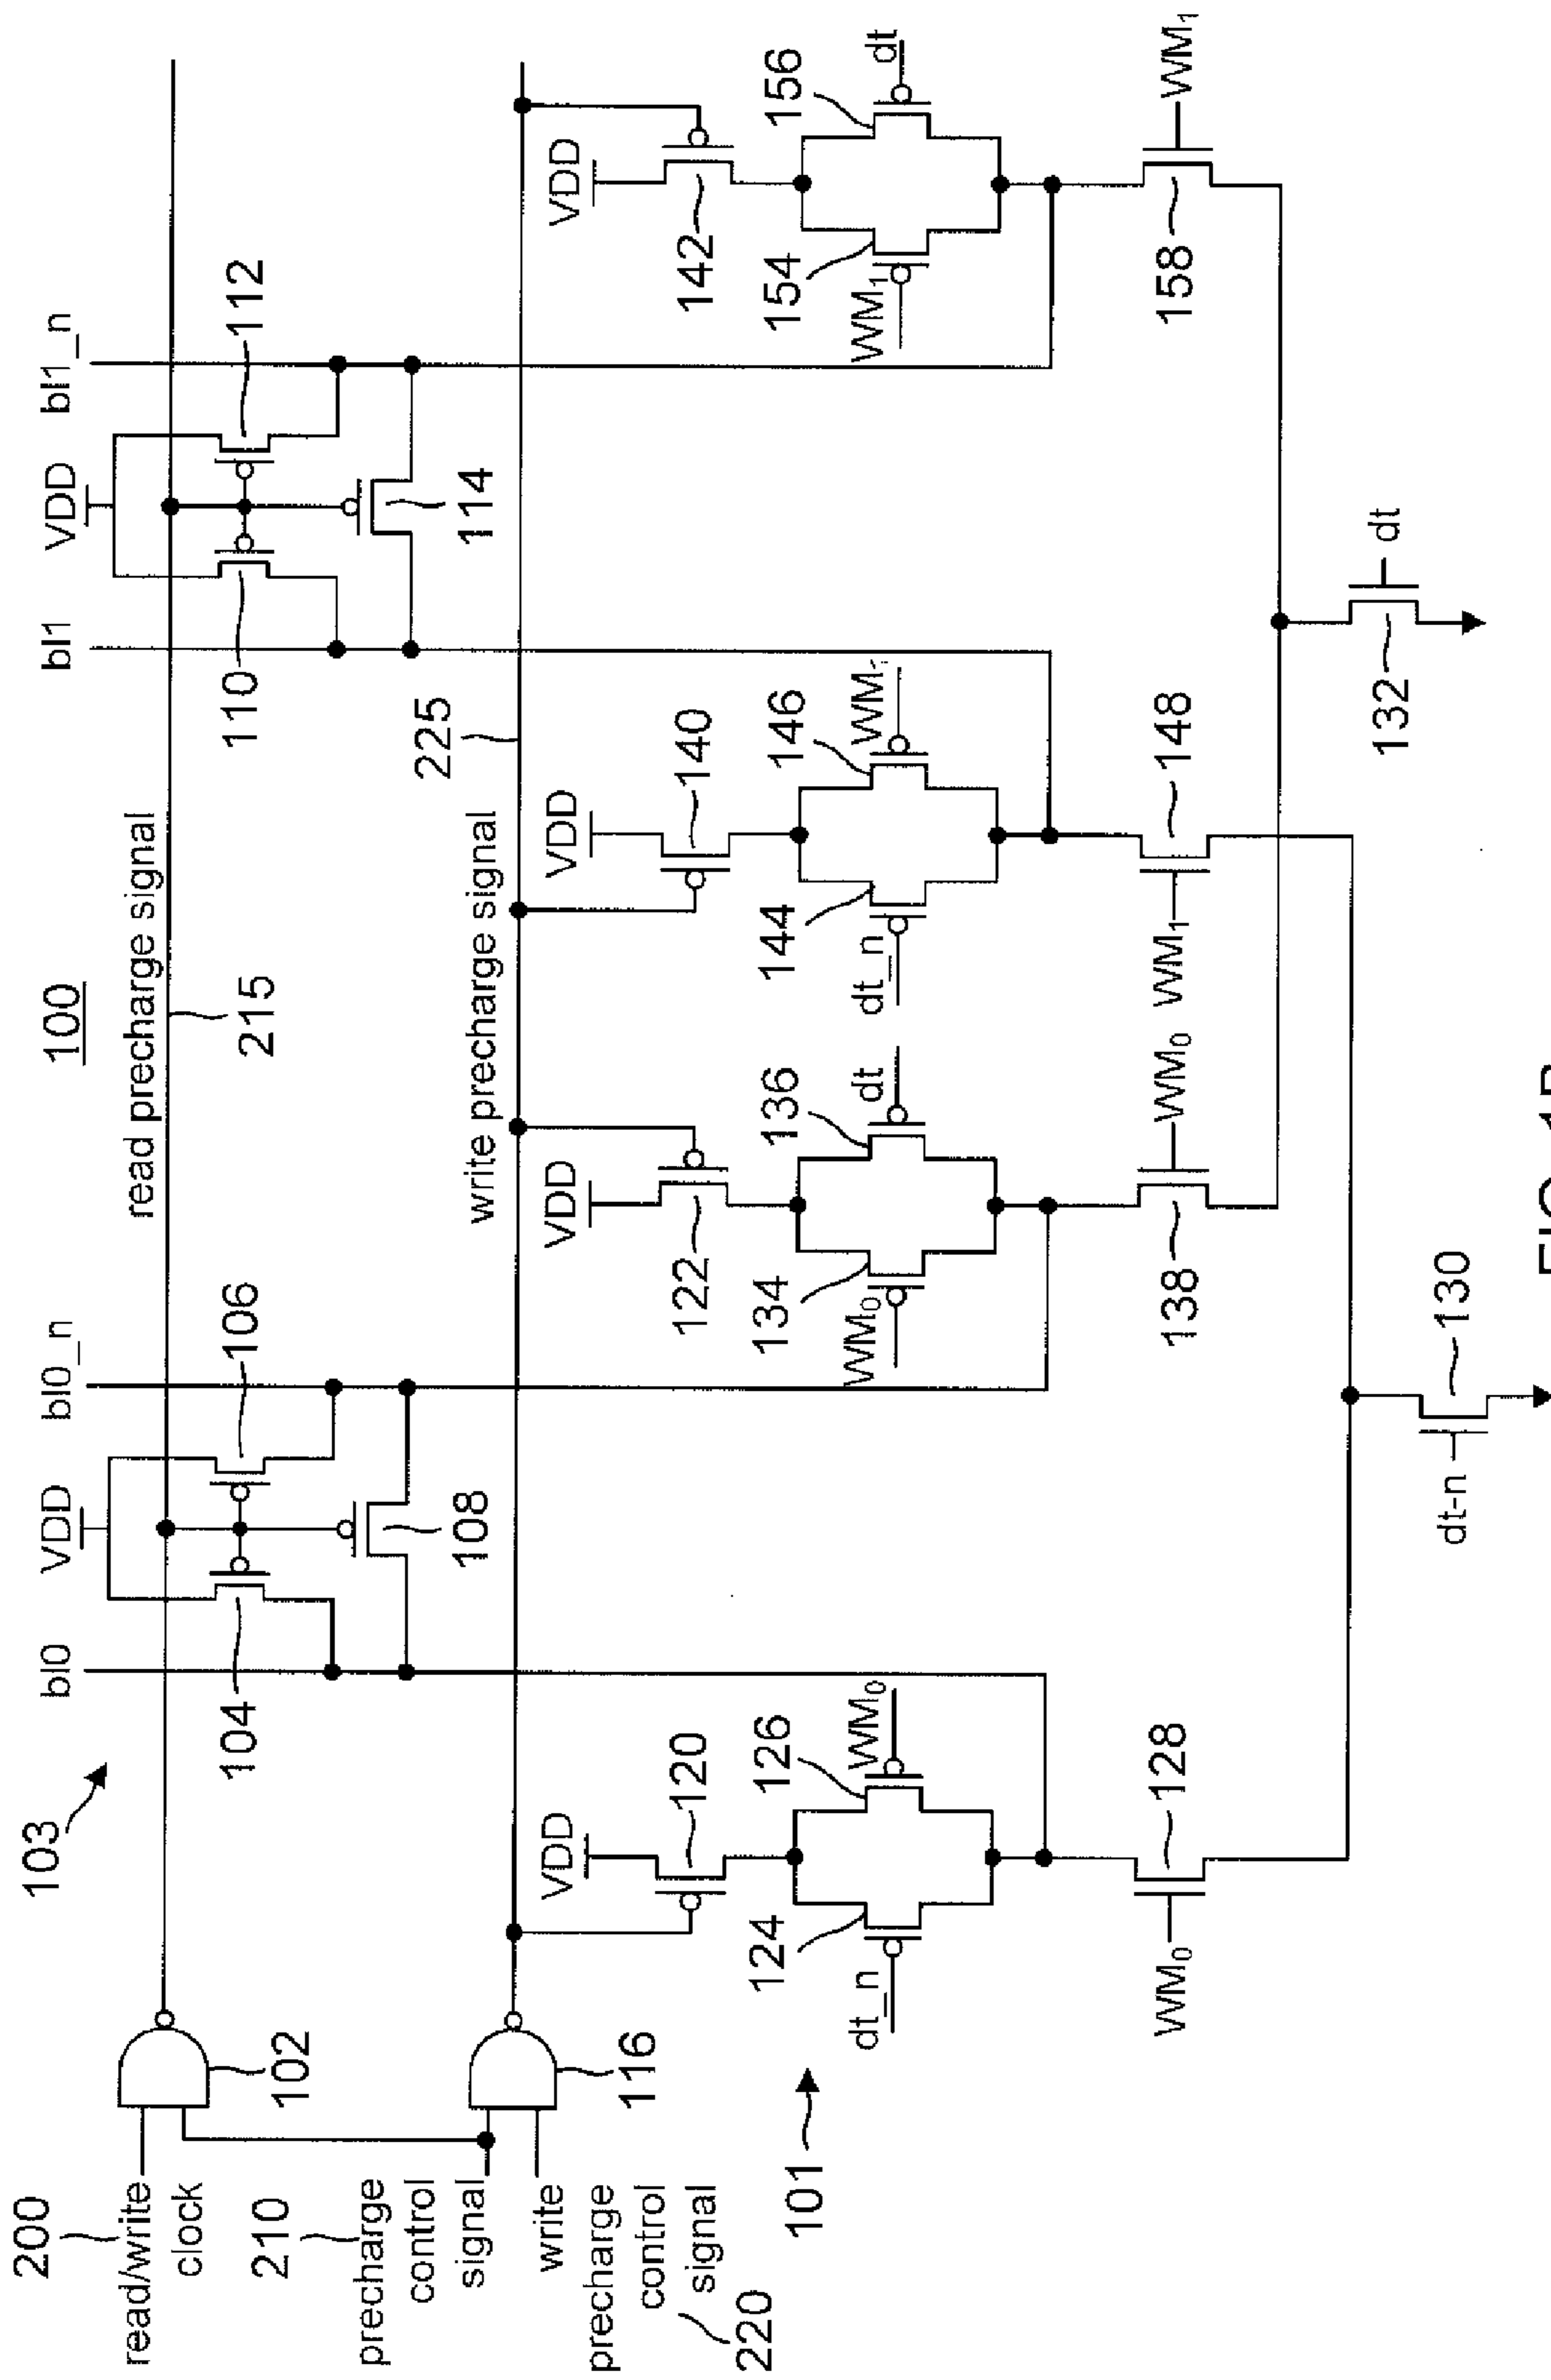 100
103
bl0
VDD
bl0_n
bl1
VDD
bl1_n
200
read/write
clock
102
104
106
read precharge signal
215
110
112
108
114
210
precharge
control
signal
write
precharge
control
signal
220
116
write precharge signal
225
101
VDD
120
VDD
122
VDD
140
VDD
142
124
126
134
136
144
146
154
156
dt_n
WM0
WM0
dt
dt_n
WM1
dt
128
138
148
158
WM0
WM0
WM1
WM1
132
dt
dt-n
130